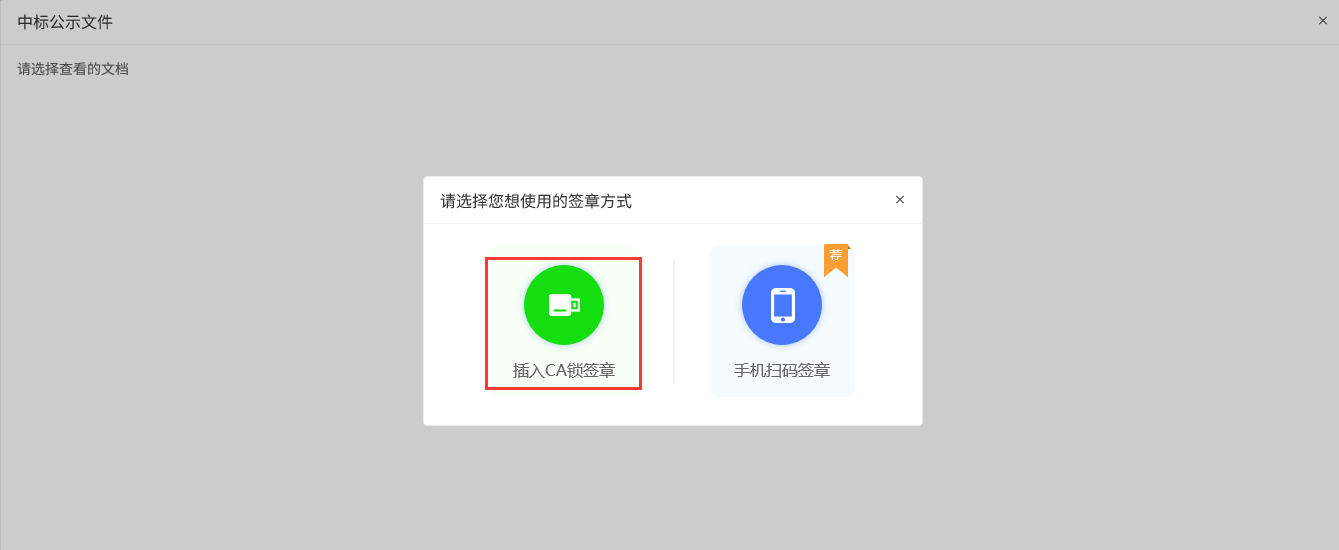 中标公示文件
请选择查看的文档
请选择您想使用的签章方式
荐
插入CA锁签章
手机扫码签章